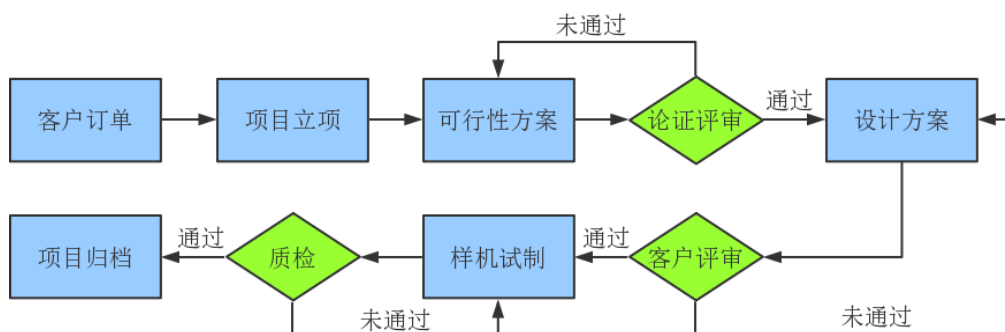 未通过
客户订单
项目立项
可行性方案
论证评审
通过
设计方案
项目归档
通过
质检
样机试制
通过
客户评审
未通过
未通过